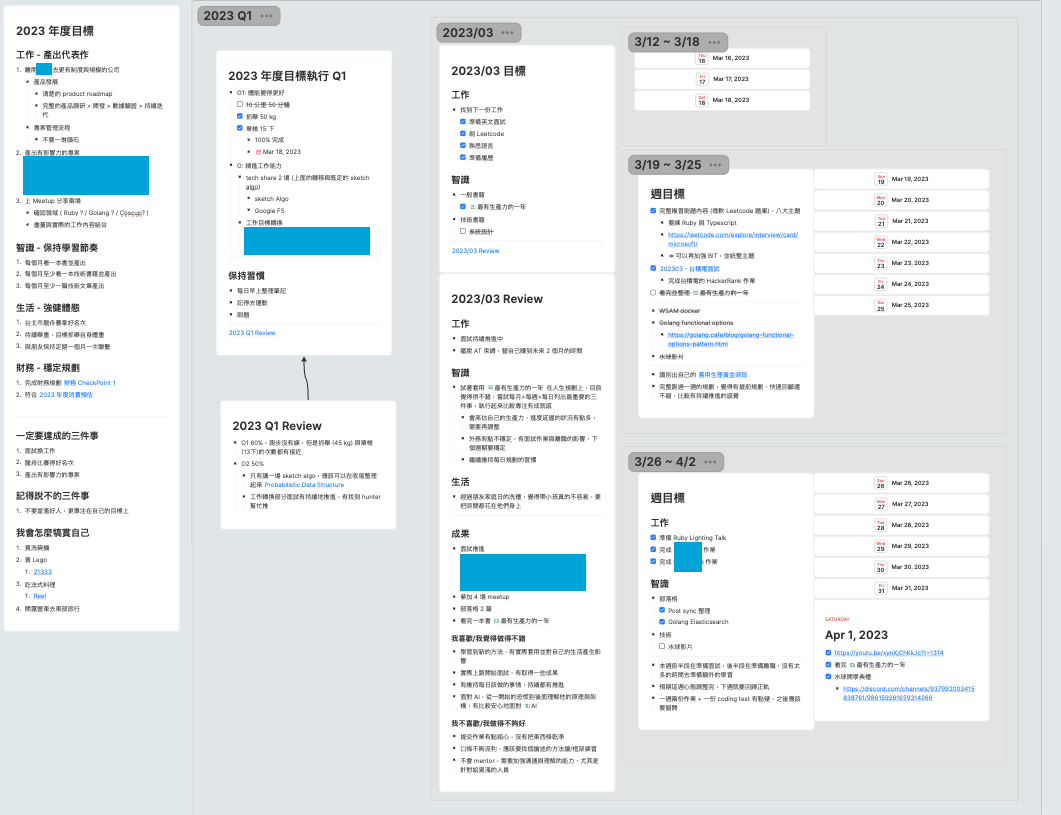 2023 年度目標
工作 - 產出代表作
1. 離開 去更有制度與規模的公司
產品發展
清楚的 product roadmap
完整的產品調研 > 開發 > 數據驗證 > 持續迭
代
專案管理流程
不要一堆隕石
2. 產出有影響力的專案
3. 上 Meetup 分享兩場
確認領域 ( Ruby ? / Golang ? / Coscup? )
盡量與實際的工作內容結合
智識 - 保持學習節奏
1. 每個月看一本書並產出
2. 每個月至少看一本技術書籍並產出
3. 每個月至少一篇技術文章產出
生活 - 強健體態
1. 台北市龍舟賽拿好名次
2. 持續舉重，目標抓舉自身體重
3. 與朋友保持定期一個月一次聯繫
財務 - 穩定規劃
1. 完成財務規劃 財務 CheckPoint 1
2. 符合 2023 年度消費預估
一定要達成的三件事
1. 面試換工作
2. 龍舟比賽得好名次
3. 產出有影響力的專案
記得說不的三件事
1. 不要當濫好人，更專注在自己的目標上
我會怎麼犒賞自己
1. 買洗碗機
2. 買 Lego
1. 21333
3. 吃法式料理
1. Reel
4. 開露營車去東部旅行
2023 Q1
2023 年度目標執行 Q1
O1: 體能變得更好
10 公里 50 分鐘
抓舉 50 kg
單槓 15 下
100% 完成
Mar 18, 2023
O: 精進工作能力
tech share 2 場 (上面的轉移與既定的 sketch
algo)
sketch Algo
Google FS
工作目標轉換
保持習慣
每日早上整理筆記
記得去運動
刷題
2023 Q1 Review
2023 Q1 Review
O1 60%，跑步沒有練，但是抓舉 (45 kg) 與單槓
(13下)的次數都有接近
O2 50%
只有講一場 sketch algo，應該可以在收尾整理
起來 Probabilistic Data Structure
工作轉換部分面試有持續地推進，有找到 hunter
幫忙推
2023/03
2023/03 目標
工作
找到下一份工作
準備英文面試
刷 Leetcode
熟悉語言
準備履歷
智識
一般書籍
最有生產力的一年
技術書籍
系統設計
2023/03 Review
2023/03 Review
工作
面試持續推進中
擺脫 AT 束縛，替自己賺到未來 2 個月的時間
智識
試著套用 最有生產力的一年 在人生規劃上，目前
覺得很不錯，嘗試每月>每週>每日列出最重要的三
件事，執行起來比較專注有成就感
會高估自己的生產力，進度延遲的狀況有點多，
需要再調整
外務有點不穩定，有面試作業與離職的影響，下
個週期要穩定
繼續維持每日規劃的習慣
生活
經過朋友家庭日的洗禮，覺得帶小孩真的不容易，要
把時間都花在他們身上
成果
面試推進
參加 4 場 meetup
部落格 2 篇
看完一本書 最有生產力的一年
我喜歡/我覺得做得不錯
學習到新的方法，有實際套用並對自己的生活產生影
響
實際上路開始面試，有取得一些成果
有維持每日該做的事情，持續都有推進
面對 AI，從一開始的恐慌到後面理解他的原理與架
構，有比較安心地面對 AI
我不喜歡/我做得不夠好
提交作業有點粗心，沒有把東西修乾淨
口條不夠流利，應該要找個論述的方法論/框架練習
不會 mentor，需要加強溝通與理解的能力，尤其是
針對給資淺的人員
3/12 ~ 3/18
Thu 16 Mar 16, 2023
Fri 17 Mar 17, 2023
Sat 18 Mar 18, 2023
3/19 ~ 3/25
週目標
完整複習刷題內容 (微軟 Leetcode 題庫) - 八大主題
要練 Ruby 與 Typescript
https://leetcode.com/explore/interview/card/
microsoft/
=> 可以再加強 BIT，並統整主題
202303 - 台積電面試
完成台積電的 HackerRank 作業
看完並整理 最有生產力的一年
WSAM docker
Golang functional options
https://golang.cafe/blog/golang-functional-
options-pattern.html
水球影片
識別出自己的 善用生理黃金時段
完整跑過一週的規劃，覺得有提前規劃、快速回顧還
不錯，比較有持續推進的感覺
Sun 19 Mar 19, 2023
Mon 20 Mar 20, 2023
Tue 21 Mar 21, 2023
Wed 22 Mar 22, 2023
Thu 23 Mar 23, 2023
Fri 24 Mar 24, 2023
Sat 25 Mar 25, 2023
3/26 ~ 4/2
週目標
工作
準備 Ruby Lighting Talk
完成 作業
完成 作業
智識
部落格
Post sync 整理
Golang Elasticsearch
技術
水球影片
本週前半段在準備面試，後半段在準備離職，沒有太
多的時間去準備額外的學習
預期這週心態調整完，下週就要回歸正軌
一週兩份作業 + 一份 coding test 有點多，之後應該
要錯開
Sun 26 Mar 26, 2023
Mon 27 Mar 27, 2023
Tue 28 Mar 28, 2023
Wed 29 Mar 29, 2023
Thu 30 Mar 30, 2023
Fri 31 Mar 31, 2023
SATURDAY
Apr 1, 2023
https://youtu.be/xynXjChKkJc?t=1314
看完 最有生產力的一年
水球開學典禮
https://discord.com/channels/937992003415
838761/986159281659314266